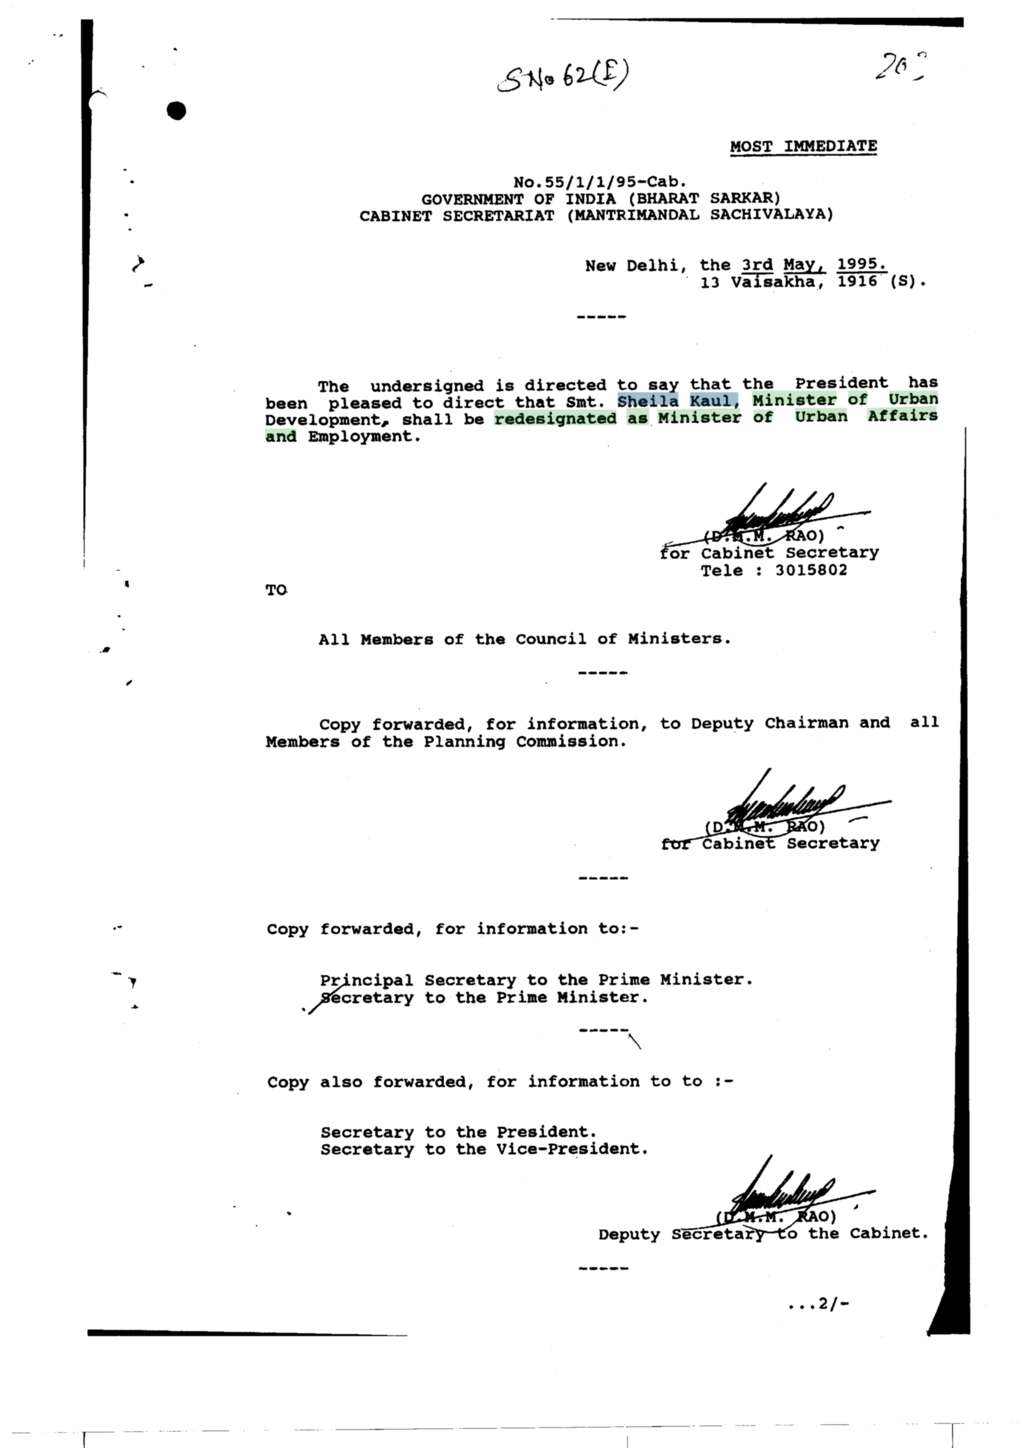 SNo 62(E)
MOST IMMEDIATE
No.55/1/1/95-Cab.
GOVERNMENT OF INDIA (BHARAT SARKAR)
CABINET SECRETARIAT (MANTRIMANDAL SACHIVALAYA)
New Delhi, the 3rd May, 1995.
13 Vaisakha, 1916 (S).
-----
The undersigned is directed to say that the President has
been pleased to direct that Smt. Sheila Kaul, Minister of Urban
Development, shall be redesignated as Minister of Urban Affairs
and Employment.
(D.M.M. RAO)
for Cabinet Secretary
Tele : 3015802
TO
All Members of the Council of Ministers.
-----
Copy forwarded, for information, to Deputy Chairman and all
Members of the Planning Commission.
(D.M.M. RAO)
for Cabinet Secretary
-----
Copy forwarded, for information to:-
Principal Secretary to the Prime Minister.
Secretary to the Prime Minister.
-----
Copy also forwarded, for information to to :-
Secretary to the President.
Secretary to the Vice-President.
(D.M.M. RAO)
Deputy Secretary to the Cabinet.
-----
...2/-